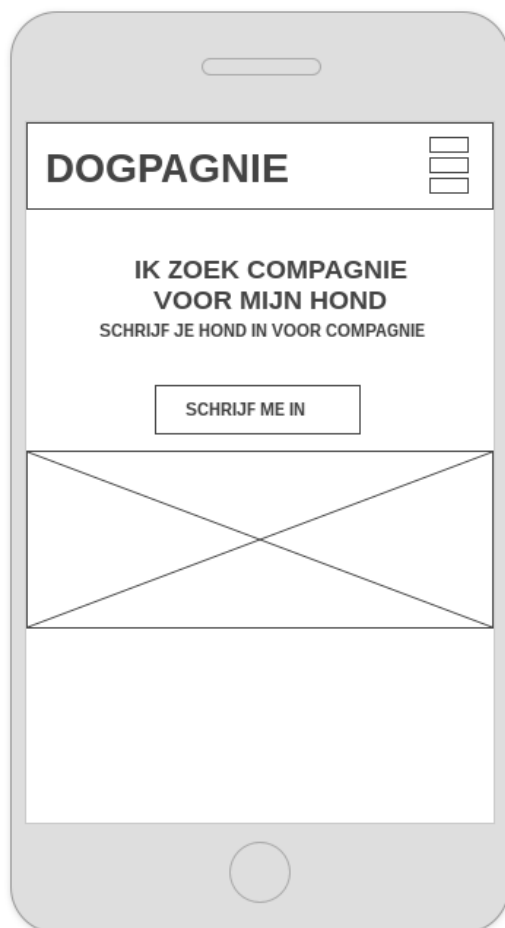 DOGPAGNIE
IK ZOEK COMPAGNIE
VOOR MIJN HOND
SCHRIJF JE HOND IN VOOR COMPAGNIE
SCHRIJF ME IN